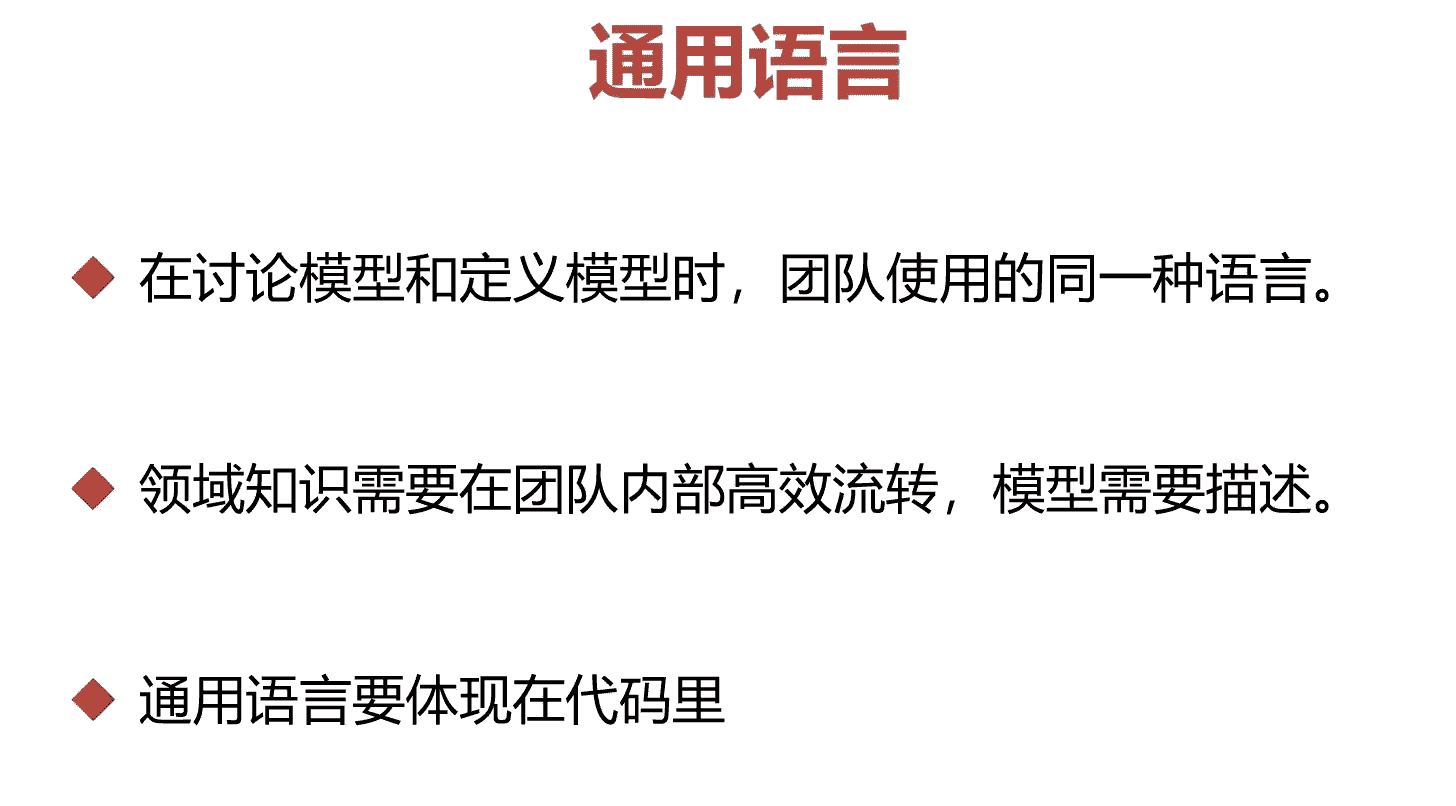 通用语言
在讨论模型和定义模型时，团队使用的同一种语言。
领域知识需要在团队内部高效流转，模型需要描述。
通用语言要体现在代码里